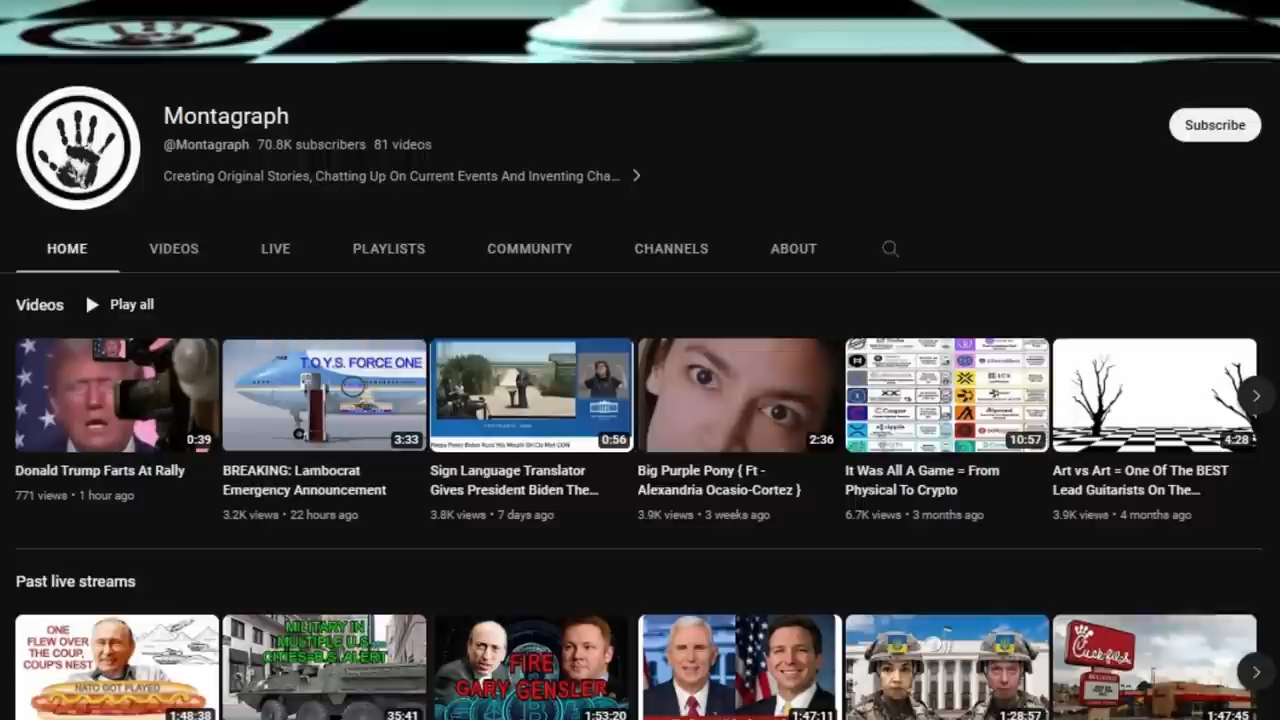 Montagraph
@Montagraph 70.8K subscribers 81 videos
Creating Original Stories, Chatting Up On Current Events And Inventing Cha...
Subscribe
HOME VIDEOS LIVE PLAYLISTS COMMUNITY CHANNELS ABOUT
Videos Play all
T.O.Y.S. FORCE ONE
0:39 3:33 0:56 2:36 10:57 4:28
Donald Trump Farts At Rally
771 views • 1 hour ago
BREAKING: Lambocrat
Emergency Announcement
3.2K views • 22 hours ago
Sign Language Translator
Gives President Biden The...
3.8K views • 7 days ago
Big Purple Pony { Ft -
Alexandria Ocasio-Cortez }
3.9K views • 3 weeks ago
It Was All A Game = From
Physical To Crypto
6.7K views • 3 months ago
Art vs Art = One Of The BEST
Lead Guitarists On The...
3.9K views • 4 months ago
Past live streams
ONE
FLEW OVER
THE COUP,
COUP'S NEST
NATO GOT PLAYED
1:48:38
MILITARY IN
MULTIPLE U.S.
CITIES=B.S. ALERT
35:41
FIRE
GARY GENSLER
1:53:20
1:47:11
1:28:57
Chick-fil-A
1:47:45